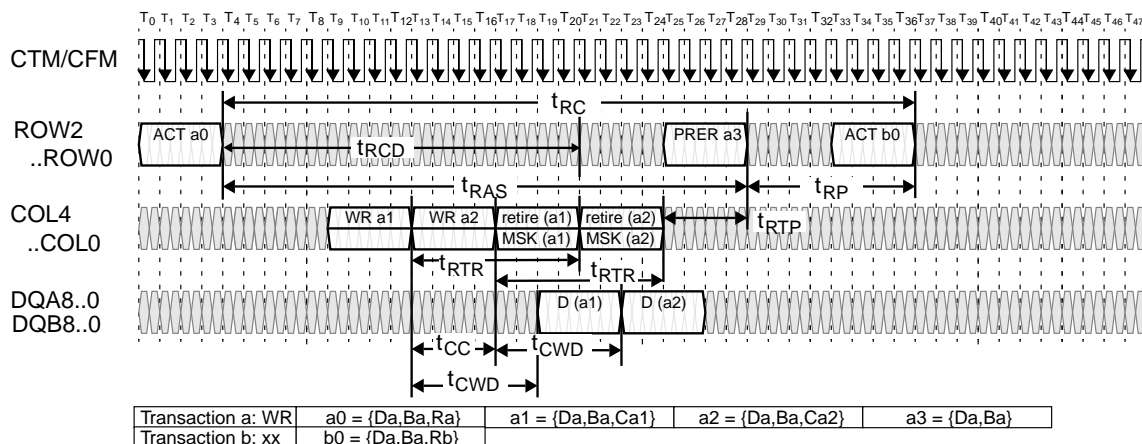 T0 T1 T2 T3 T4 T5 T6 T7 T8 T9 T10 T11 T12 T13 T14 T15 T16 T17 T18 T19 T20 T21 T22 T23 T24 T25 T26 T27 T28 T29 T30 T31 T32 T33 T34 T35 T36 T37 T38 T39 T40 T41 T42 T43 T44 T45 T46 T47
CTM/CFM
tRC
ROW2
..ROW0
ACT a0
PRER a3
ACT b0
tRCD
tRAS
tRP
COL4
..COL0
WR a1
WR a2
retire (a1)
retire (a2)
MSK (a1)
MSK (a2)
tRTP
tRTR
tRTR
DQA8..0
DQB8..0
D (a1)
D (a2)
tCC
tCWD
tCWD
Transaction a: WR a0 = {Da,Ba,Ra} a1 = {Da,Ba,Ca1} a2 = {Da,Ba,Ca2} a3 = {Da,Ba}
Transaction b: xx b0 = {Da,Ba,Rb}